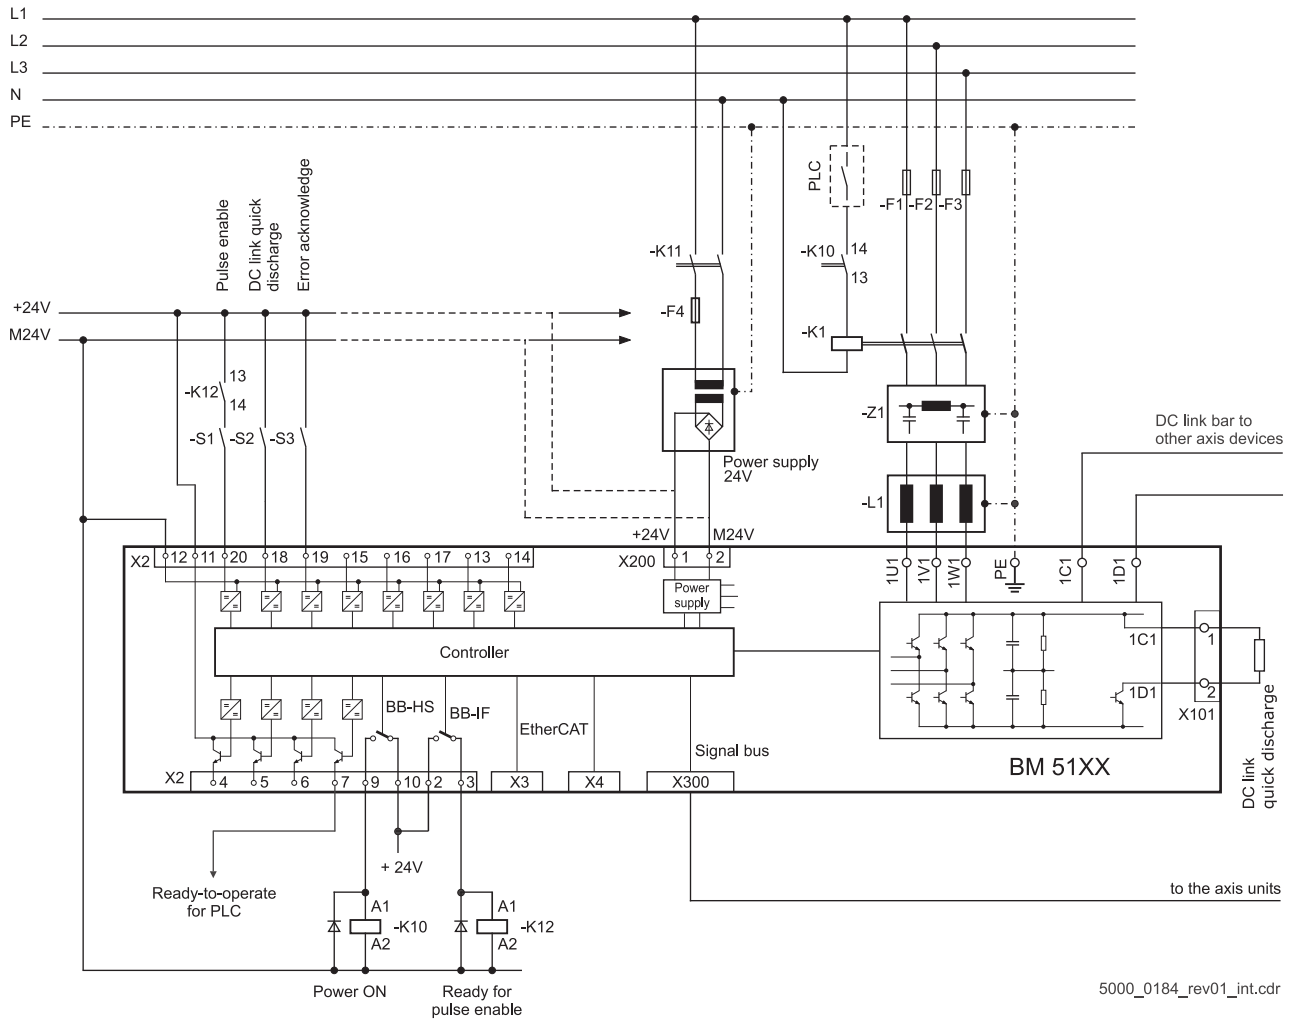 L1
L2
L3
N
PE
Pulse enable
DC link quick
discharge
Error acknowledge
PLC
-F1 -F2 -F3
-K11
-K10 14
13
+24V
M24V
-F4
-K1
13
-K12
14
-S1 -S2 -S3
-Z1
Power supply
24V
-L1
DC link bar to
other axis devices
+24V M24V
X2 12 11 20 18 19 15 16 17 13 14
X200 1 2
1U1 1V1 1W1 PE 1C1 1D1
Power
supply
Controller
1C1 1
1D1 2
X101
DC link
quick discharge
BB-HS BB-IF
EtherCAT
Signal bus
BM 51XX
X2 4 5 6 7 9 10 2 3 X3 X4 X300
+ 24V
Ready-to-operate
for PLC
to the axis units
A1 A1
-K10 -K12
A2 A2
Power ON
Ready for
pulse enable
5000_0184_rev01_int.cdr